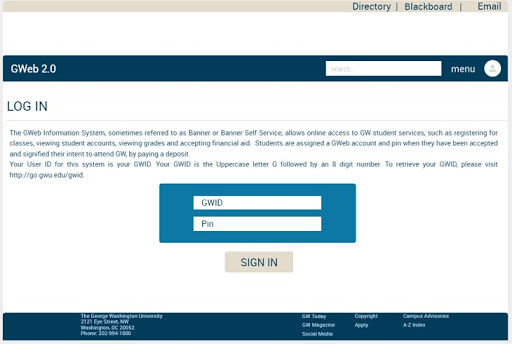 Directory | Blackboard | Email
GWeb 2.0
search...
menu
LOG IN
The GWeb Information System, sometimes referred to as Banner or Banner Self Service, allows online access to GW student services, such as registering for
classes, viewing student accounts, viewing grades and accepting financial aid. Students are assigned a GWeb account and pin when they have been accepted
and signified their intent to attend GW, by paying a deposit.
Your User ID for this system is your GWID. Your GWID is the Uppercase letter G followed by an 8 digit number. To retrieve your GWID, please visit
http://go.gwu.edu/gwid.
GWID
Pin
SIGN IN
The George Washington University
2121 Eye Street, NW
Washington, DC 20052
Phone: 202-994-1000
GW Today
GW Magazine
Social Media
Copyright
Apply
Campus Advisories
A-Z Index